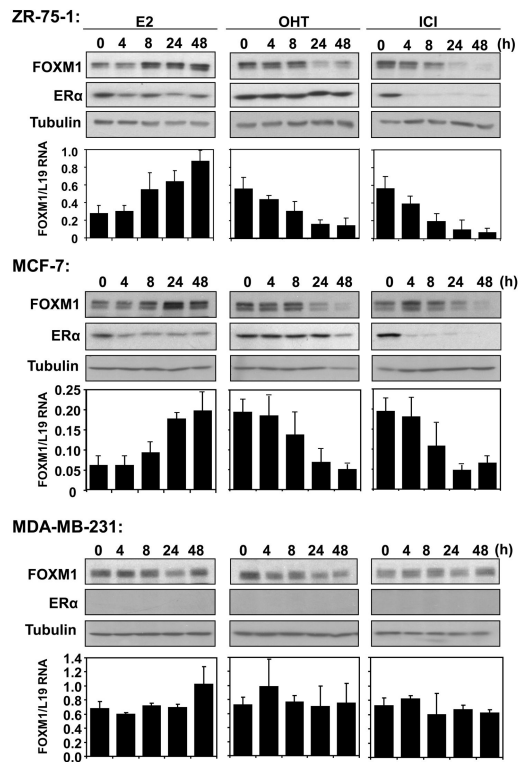 ZR-75-1:
E2 OHT ICI
0 4 8 24 48 0 4 8 24 48 0 4 8 24 48 (h)
FOXM1
ERα
Tubulin
FOXM1/L19 RNA
1.0
0.8
0.6
0.4
0.2
0
MCF-7:
0 4 8 24 48 0 4 8 24 48 0 4 8 24 48 (h)
FOXM1
ERα
Tubulin
FOXM1/L19 RNA
0.25
0.20
0.15
0.10
0.05
0
MDA-MB-231:
0 4 8 24 48 0 4 8 24 48 0 4 8 24 48 (h)
FOXM1
ERα
Tubulin
FOXM1/L19 RNA
1.4
1.2
1.0
0.8
0.6
0.4
0.2
0.0